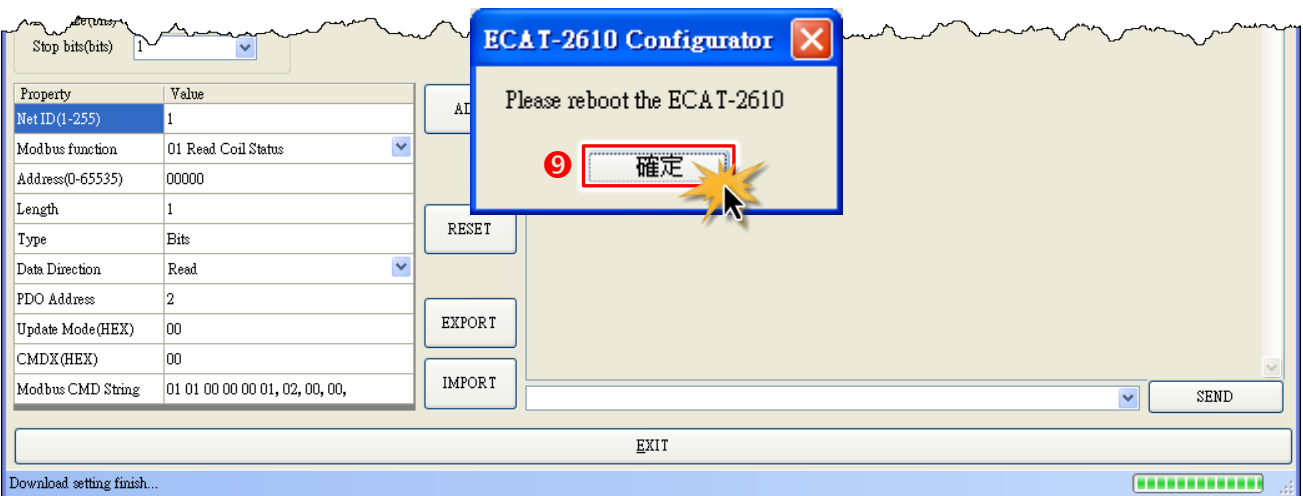 Stop bits(bits) 1
ECAT-2610 Configurator
Please reboot the ECAT-2610
❾ 確定
Property Value
Net ID(1-255) 1
Modbus function 01 Read Coil Status
Address(0-65535) 00000
Length 1
Type Bits
Data Direction Read
PDO Address 2
Update Mode(HEX) 00
CMDX(HEX) 00
Modbus CMD String 01 01 00 00 00 01, 02, 00, 00,
RESET
EXPORT
IMPORT
SEND
EXIT
Download setting finish...